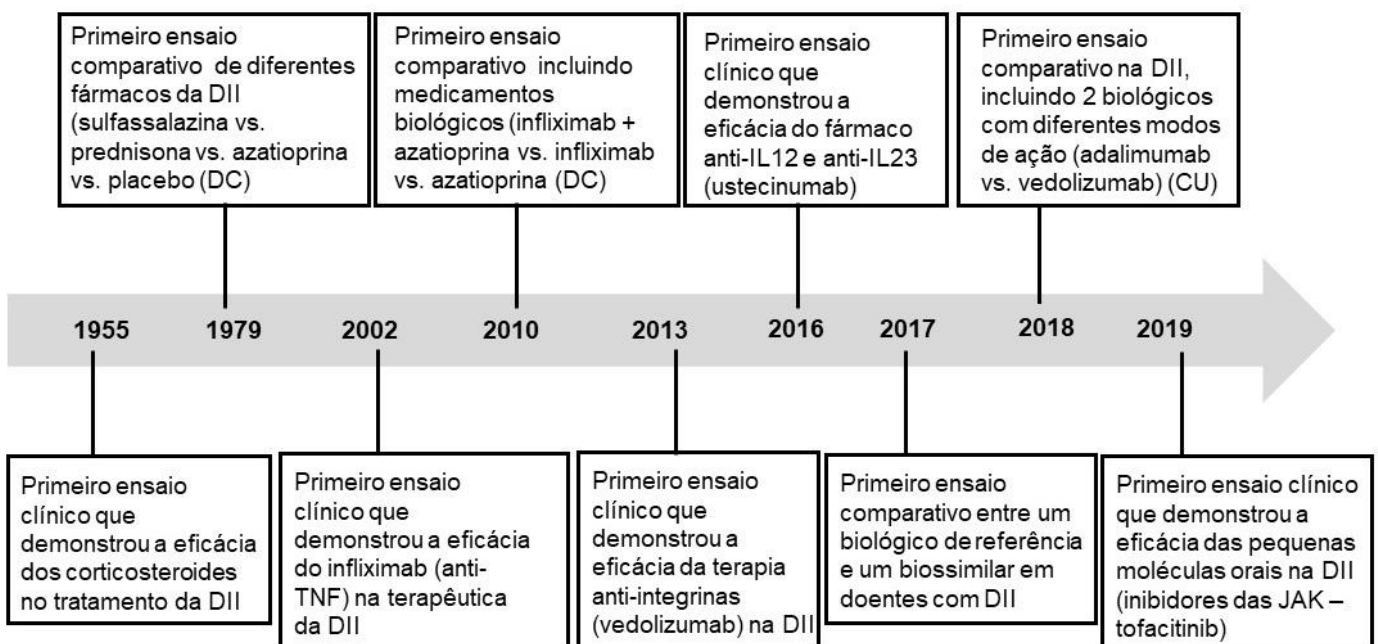 Primeiro ensaio
comparativo de diferentes
fármacos da DII
(sulfassalazina vs.
prednisona vs. azatioprina
vs. placebo (DC)
Primeiro ensaio
comparativo incluindo
medicamentos
biológicos (infliximab +
azatioprina vs. infliximab
vs. azatioprina (DC)
Primeiro ensaio
clínico que
demonstrou a
eficácia do fármaco
anti-IL12 e anti-IL23
(ustecinumab)
Primeiro ensaio
comparativo na DII,
incluindo 2 biológicos
com diferentes modos
de ação (adalimumab
vs. vedolizumab) (CU)
1955 1979 2002 2010 2013 2016 2017 2018 2019
Primeiro ensaio
clínico que
demonstrou a eficácia
dos corticosteroides
no tratamento da DII
Primeiro ensaio
clínico que
demonstrou a eficácia
do infliximab (anti-
TNF) na terapêutica
da DII
Primeiro ensaio
clínico que
demonstrou a
eficácia da terapia
anti-integrinas
(vedolizumab) na DII
Primeiro ensaio
comparativo entre um
biológico de referência
e um biossimilar em
doentes com DII
Primeiro ensaio clínico
que demonstrou a
eficácia das pequenas
moléculas orais na DII
(inibidores das JAK –
tofacitinib)